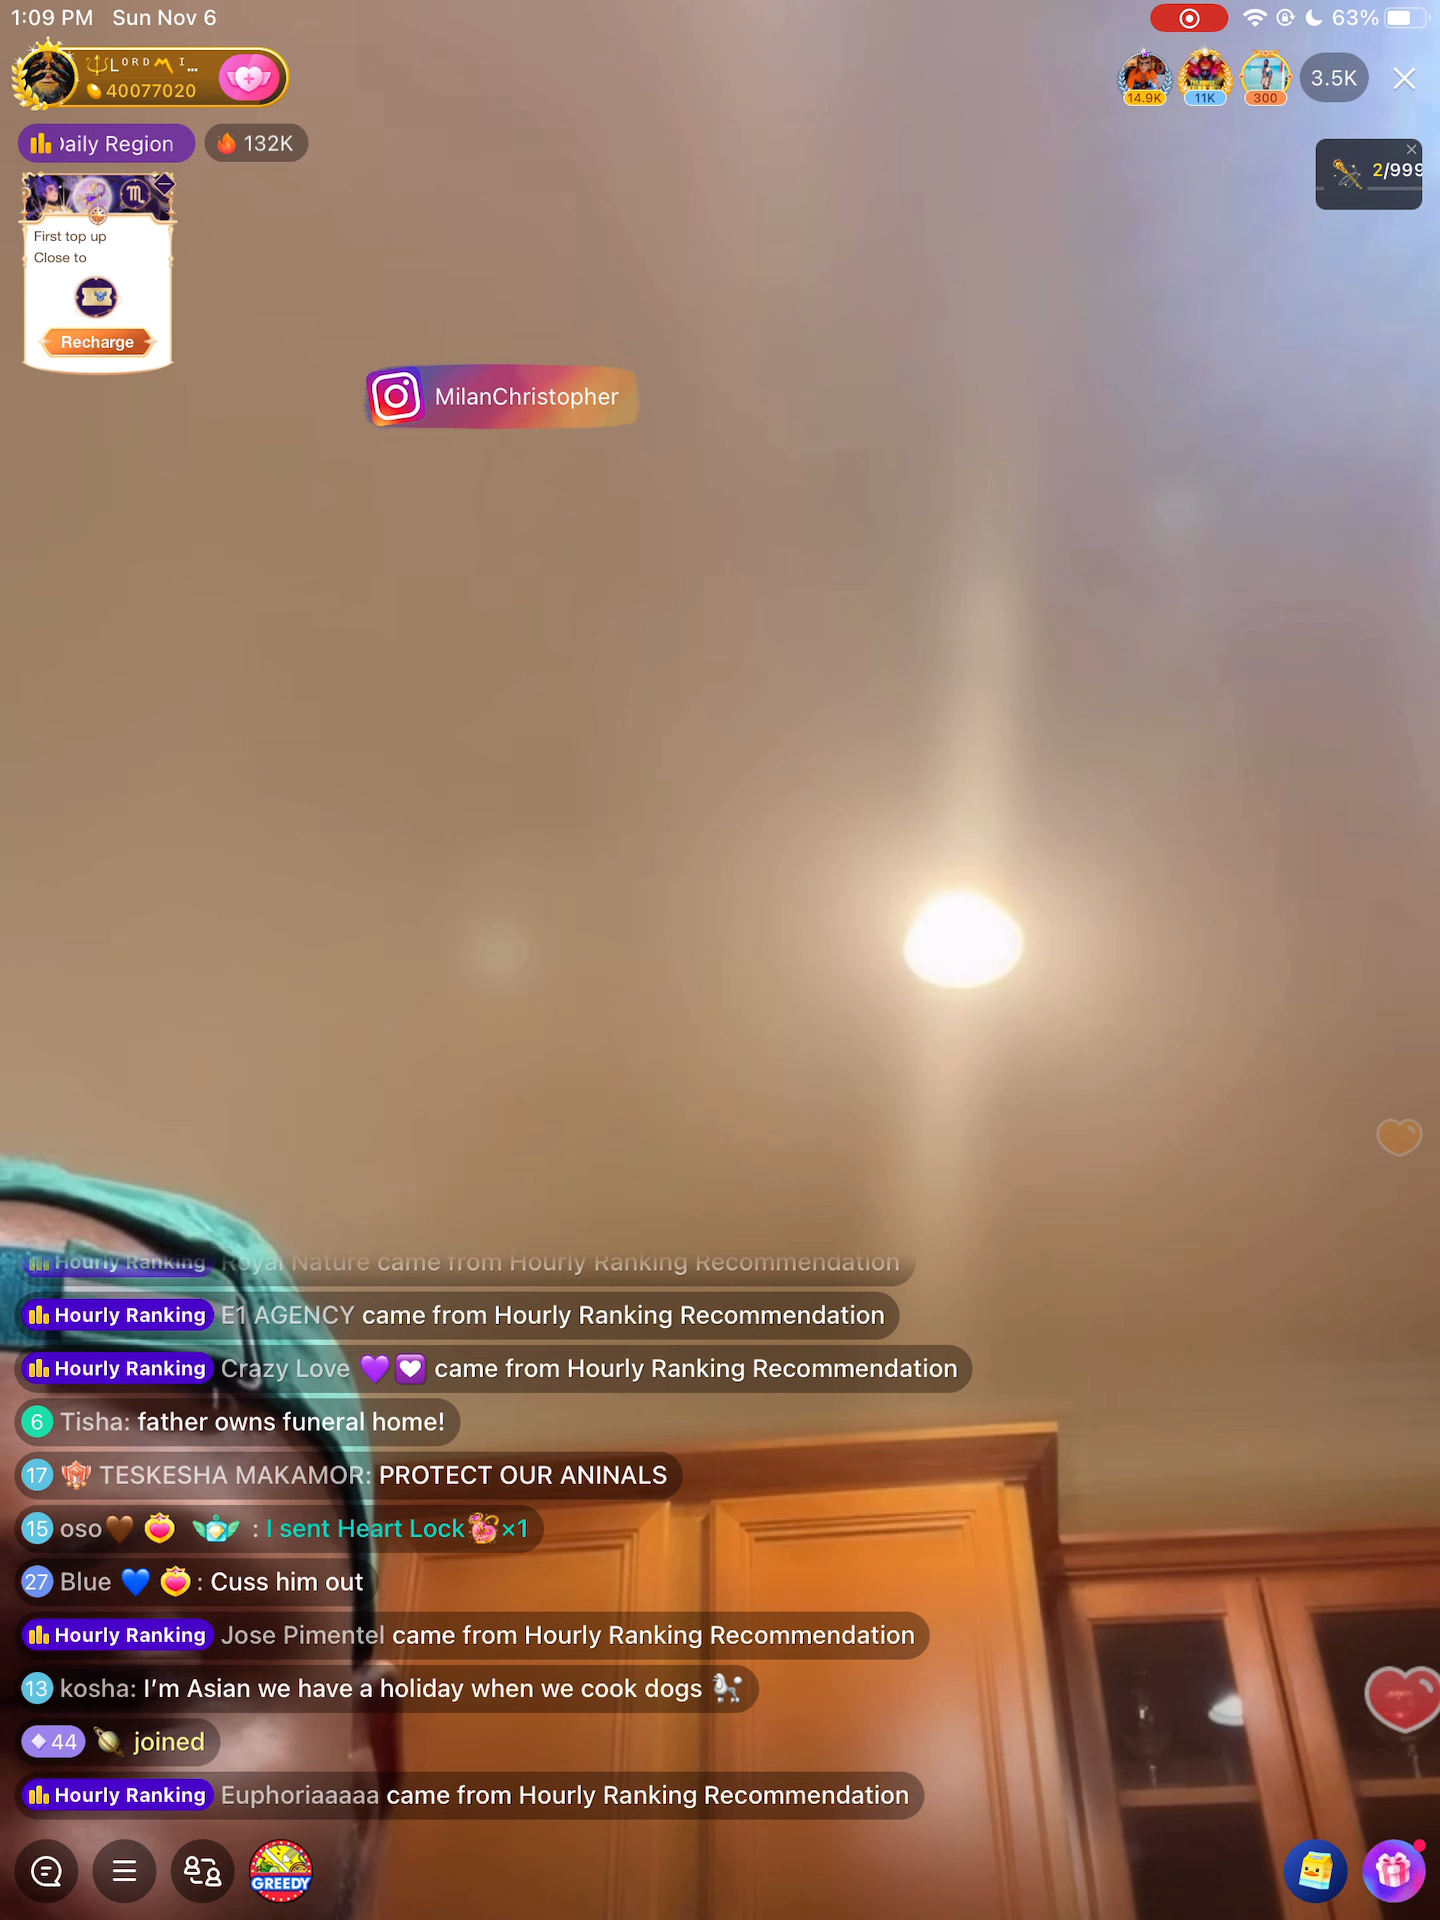 1:09 PM Sun Nov 6
63%
Lᴼᴿᴰ I...
40077020
14.9K
11K
300
3.5K
Daily Region
132K
2/999
First top up
Close to
Recharge
MilanChristopher
Hourly Ranking Royal Nature came from Hourly Ranking Recommendation
Hourly Ranking E1 AGENCY came from Hourly Ranking Recommendation
Hourly Ranking Crazy Love 💜💟 came from Hourly Ranking Recommendation
6 Tisha: father owns funeral home!
17 TESKESHA MAKAMOR: PROTECT OUR ANINALS
15 oso🤎 : I sent Heart Lock ×1
27 Blue 💙 : Cuss him out
Hourly Ranking Jose Pimentel came from Hourly Ranking Recommendation
13 kosha: I’m Asian we have a holiday when we cook dogs 🐩
44 🪐 joined
Hourly Ranking Euphoriaaaaa came from Hourly Ranking Recommendation
GREEDY